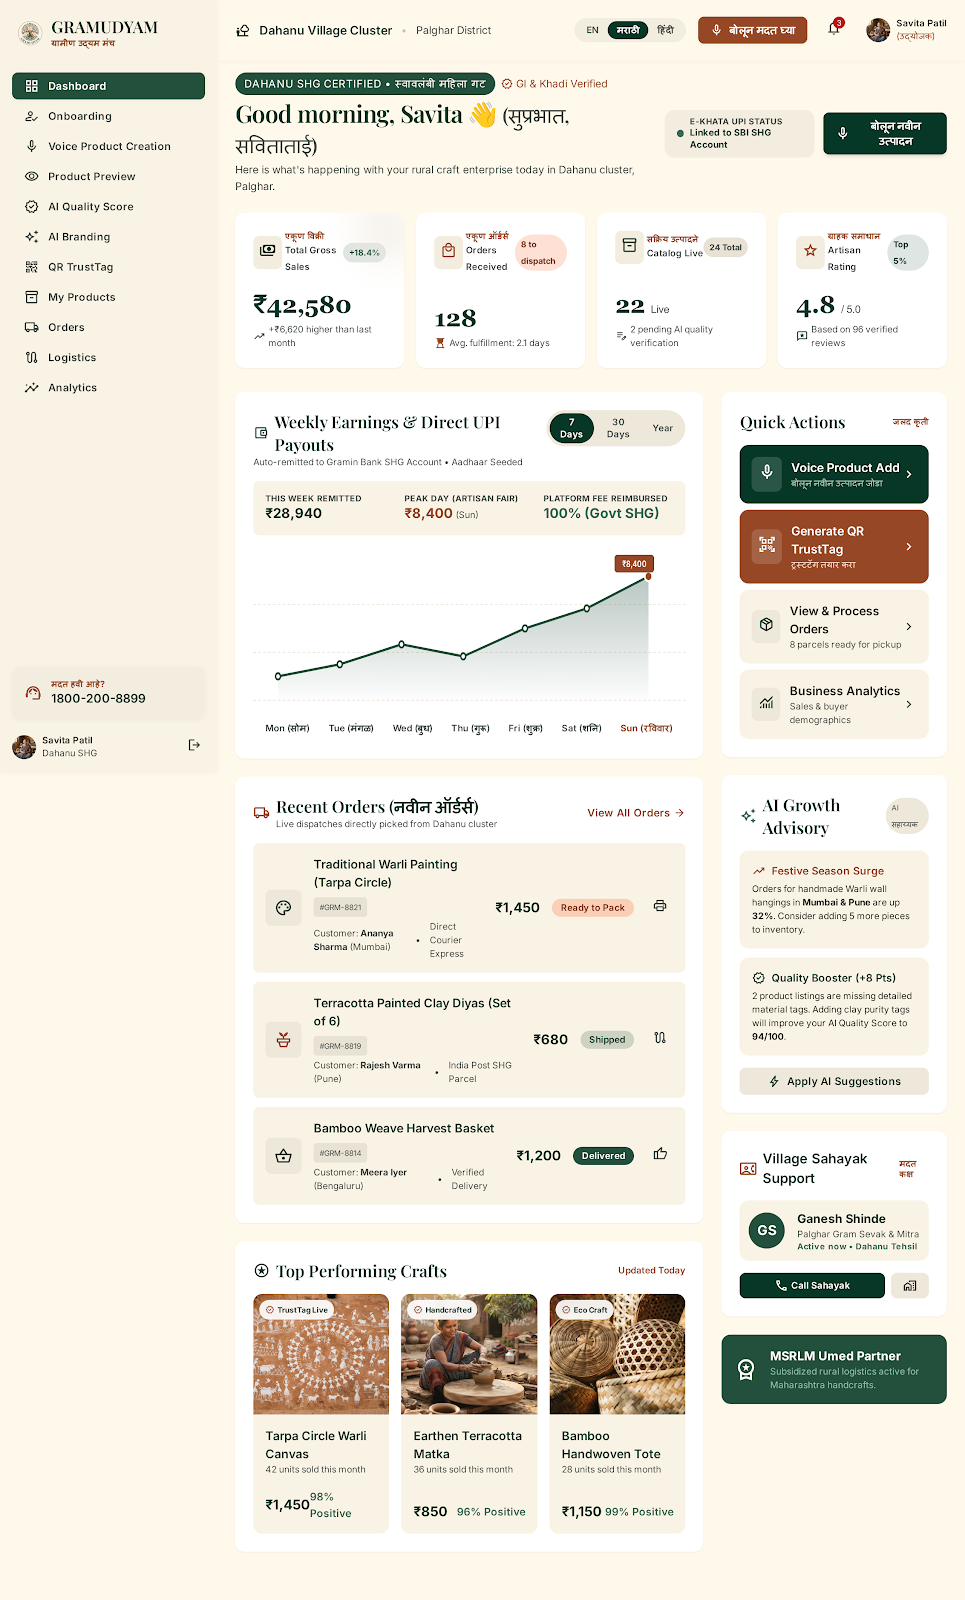 GRAMUDYAM
ग्रामीण उद्यम मंच
Dashboard
Onboarding
Voice Product Creation
Product Preview
AI Quality Score
AI Branding
QR TrustTag
My Products
Orders
Logistics
Analytics
मदत हवी आहे?
1800-200-8899
Savita Patil
Dahanu SHG
Dahanu Village Cluster • Palghar District
EN मराठी हिंदी
बोलून मदत घ्या
3
Savita Patil
(उद्योजक)
DAHANU SHG CERTIFIED • स्वावलंबी महिला गट
GI & Khadi Verified
Good morning, Savita 👋 (सुप्रभात,
सविताताई)
Here is what's happening with your rural craft enterprise today in Dahanu cluster,
Palghar.
E-KHATA UPI STATUS
Linked to SBI SHG
Account
बोलून नवीन
उत्पादन
एकूण विक्री
Total Gross
Sales
+18.4%
₹42,580
+₹6,620 higher than last
month
एकूण ऑर्डर्स
Orders
Received
8 to
dispatch
128
Avg. fulfillment: 2.1 days
सक्रिय उत्पादने
Catalog Live
24 Total
22 Live
2 pending AI quality
verification
ग्राहक समाधान
Artisan
Rating
Top
5%
4.8 / 5.0
Based on 96 verified
reviews
Weekly Earnings & Direct UPI
Payouts
Auto-remitted to Gramin Bank SHG Account • Aadhaar Seeded
7
Days
30
Days
Year
THIS WEEK REMITTED
₹28,940
PEAK DAY (ARTISAN FAIR)
₹8,400 (Sun)
PLATFORM FEE REIMBURSED
100% (Govt SHG)
₹8,400
Mon (सोम) Tue (मंगळ) Wed (बुध) Thu (गुरू) Fri (शुक्र) Sat (शनि) Sun (रविवार)
Quick Actions
जलद कृती
Voice Product Add
बोलून नवीन उत्पादन जोडा
Generate QR
TrustTag
ट्रस्टटॅग तयार करा
View & Process
Orders
8 parcels ready for pickup
Business Analytics
Sales & buyer
demographics
Recent Orders (नवीन ऑर्डर्स)
Live dispatches directly picked from Dahanu cluster
View All Orders →
Traditional Warli Painting
(Tarpa Circle)
#GRM-8821
Customer: Ananya
Sharma (Mumbai)
•
Direct
Courier
Express
₹1,450
Ready to Pack
Terracotta Painted Clay Diyas (Set
of 6)
#GRM-8819
Customer: Rajesh Varma
(Pune)
•
India Post SHG
Parcel
₹680
Shipped
Bamboo Weave Harvest Basket
#GRM-8814
Customer: Meera Iyer
(Bengaluru)
•
Verified
Delivery
₹1,200
Delivered
AI Growth
Advisory
AI
सहाय्यक
Festive Season Surge
Orders for handmade Warli wall
hangings in Mumbai & Pune are up
32%. Consider adding 5 more pieces
to inventory.
Quality Booster (+8 Pts)
2 product listings are missing detailed
material tags. Adding clay purity tags
will improve your AI Quality Score to
94/100.
Apply AI Suggestions
Village Sahayak
Support
मदत
कक्ष
GS
Ganesh Shinde
Palghar Gram Sevak & Mitra
Active now • Dahanu Tehsil
Call Sahayak
MSRLM Umed Partner
Subsidized rural logistics active for
Maharashtra handcrafts.
Top Performing Crafts
Updated Today
TrustTag Live
Tarpa Circle Warli
Canvas
42 units sold this month
₹1,450
98%
Positive
Handcrafted
Earthen Terracotta
Matka
36 units sold this month
₹850 96% Positive
Eco Craft
Bamboo
Handwoven Tote
28 units sold this month
₹1,150 99% Positive